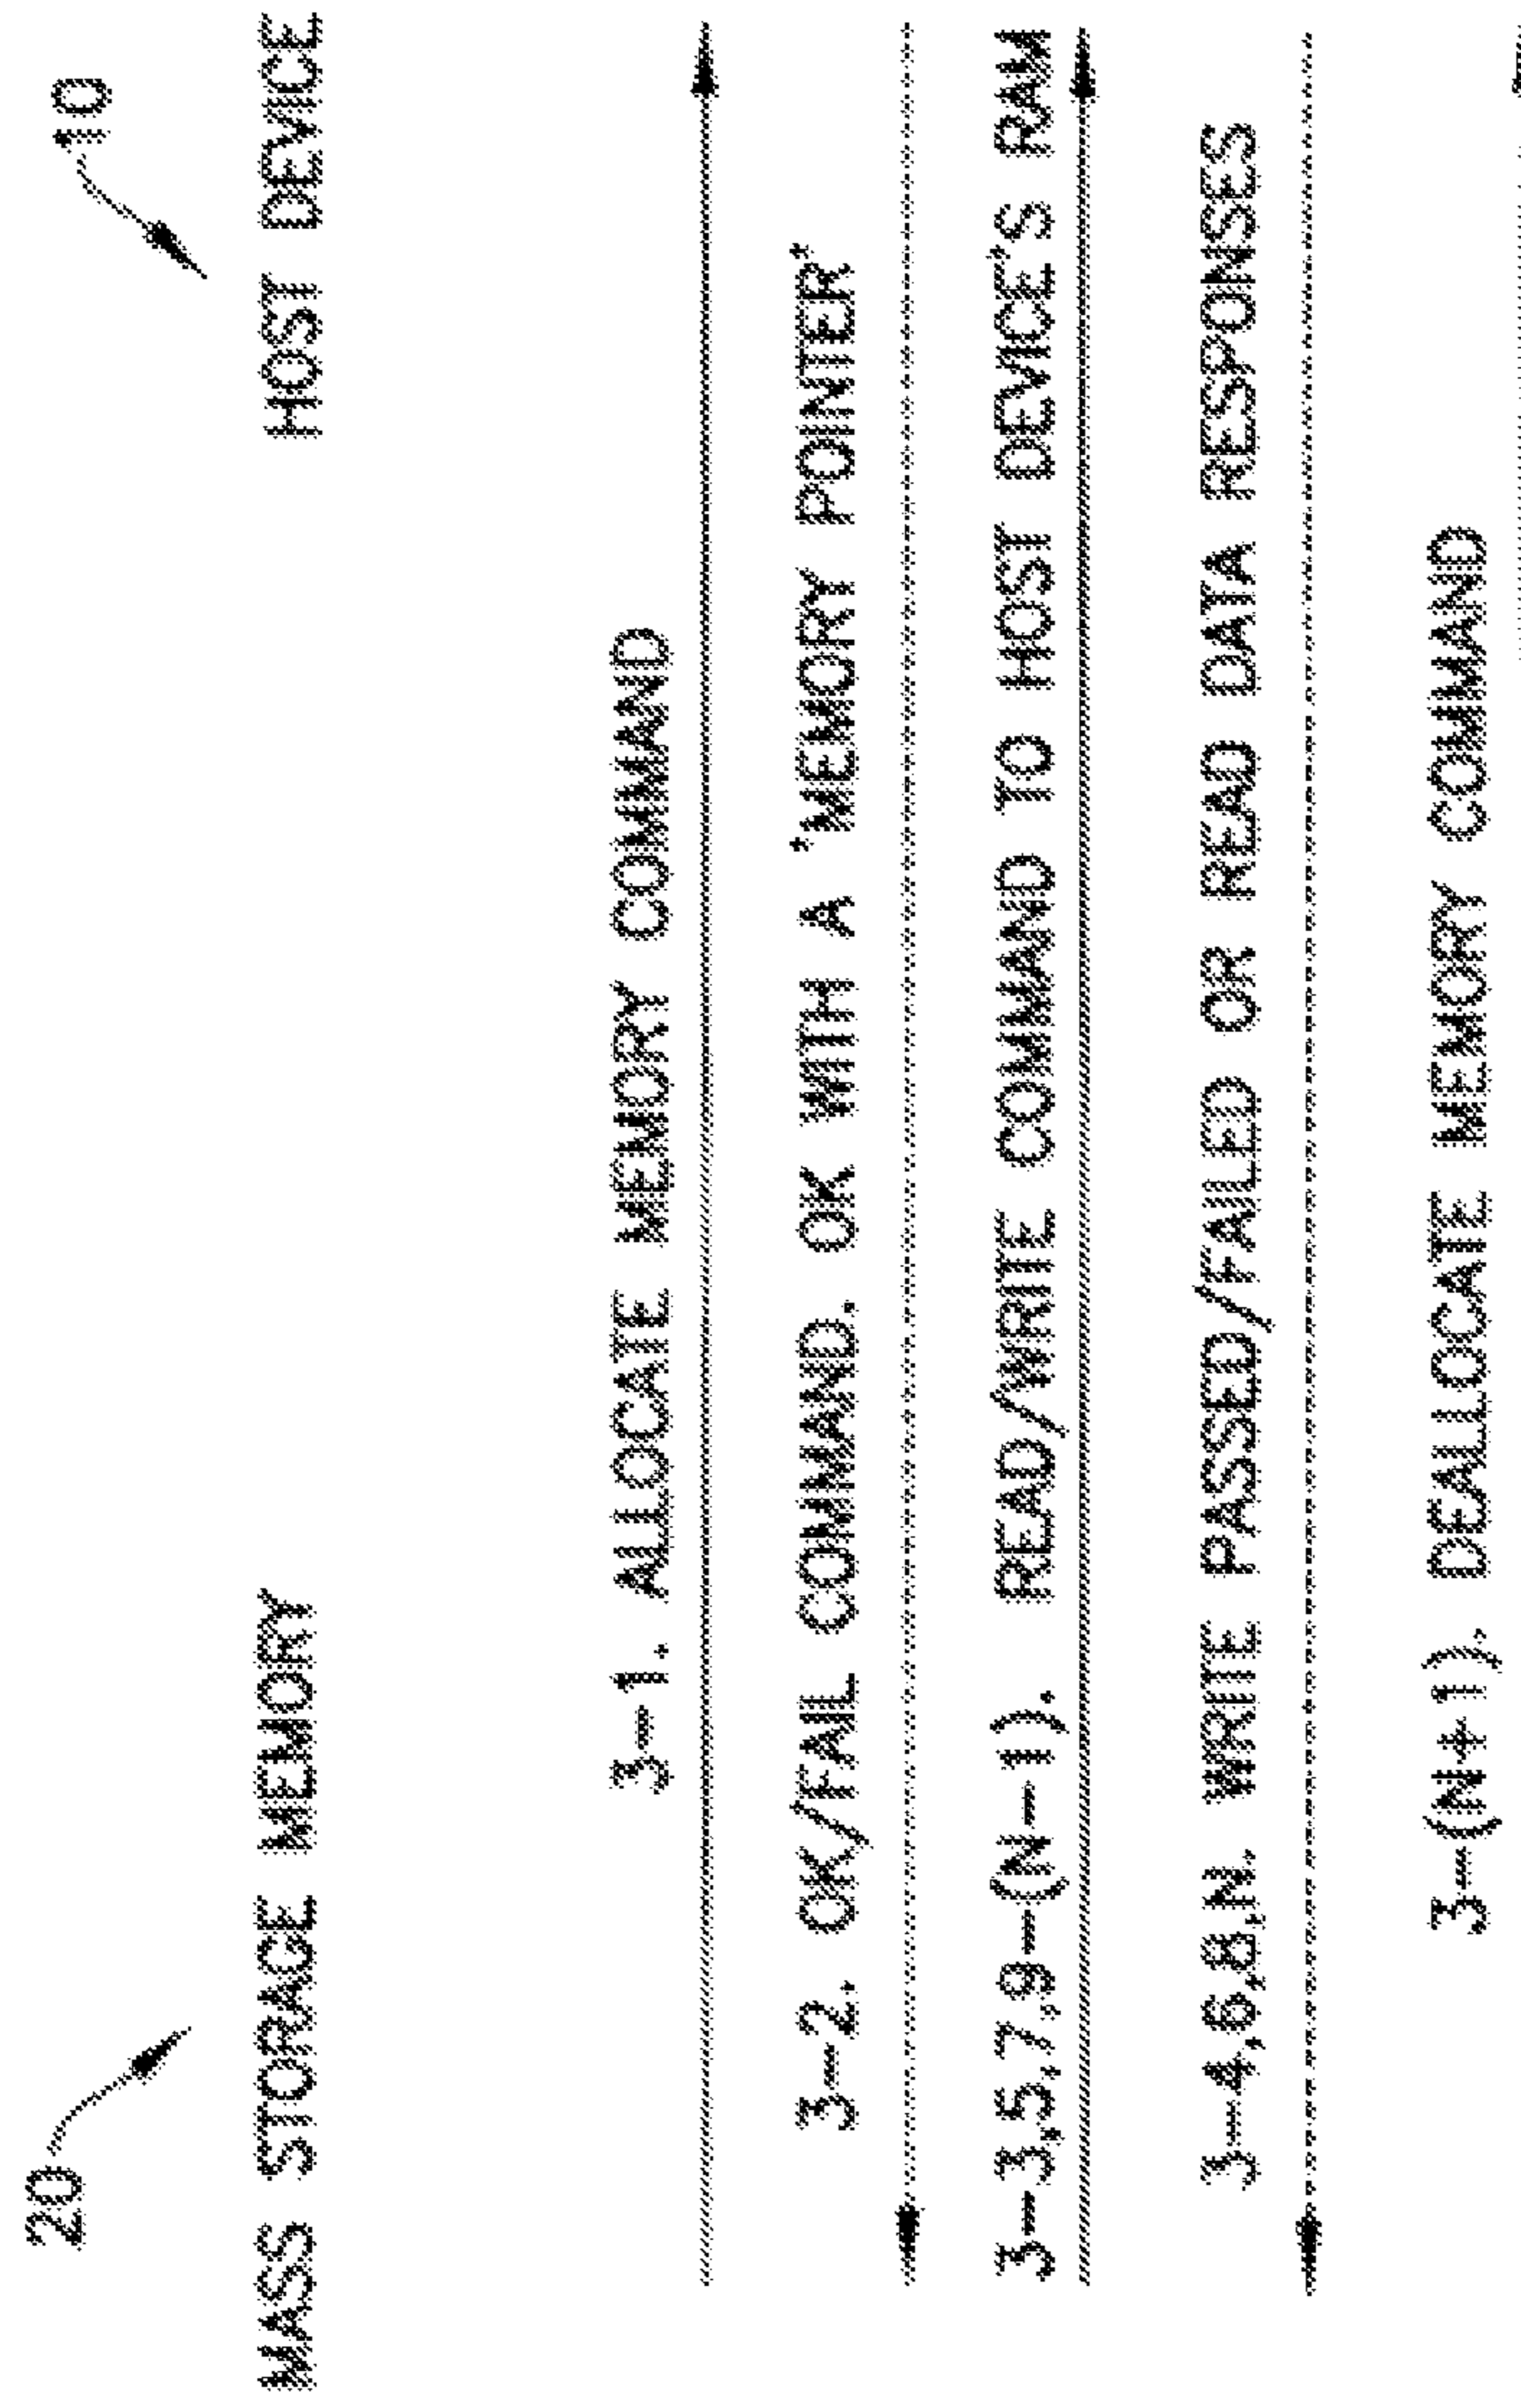 20
10
MASS STORAGE MEMORY
HOST DEVICE
3-1. ALLOCATE MEMORY COMMAND
3-2. OK/FAIL COMMAND. OK WITH A 'MEMORY POINTER'
3-3,5,7,9-(N-1). READ/WRITE COMMAND TO HOST DEVICE'S RAM
3-4,6,8,N. WRITE PASSED/FAILED OR READ DATA RESPONSES
3-(N+1). DEALLOCATE MEMORY COMMAND